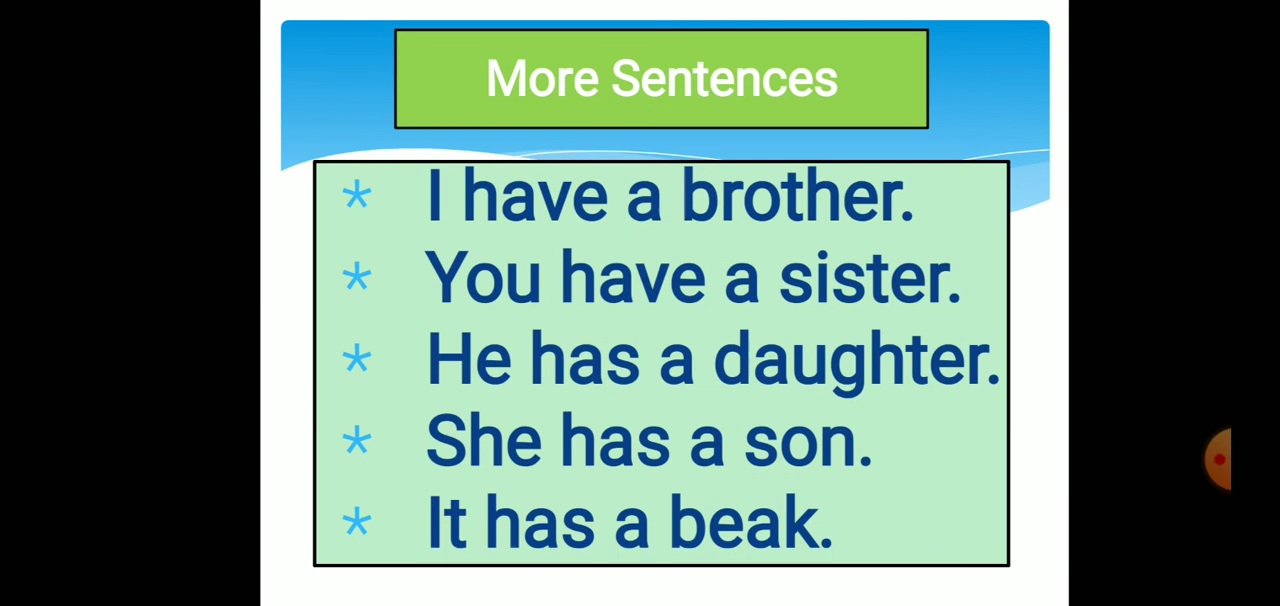 More Sentences
* I have a brother.
* You have a sister.
* He has a daughter.
* She has a son.
* It has a beak.